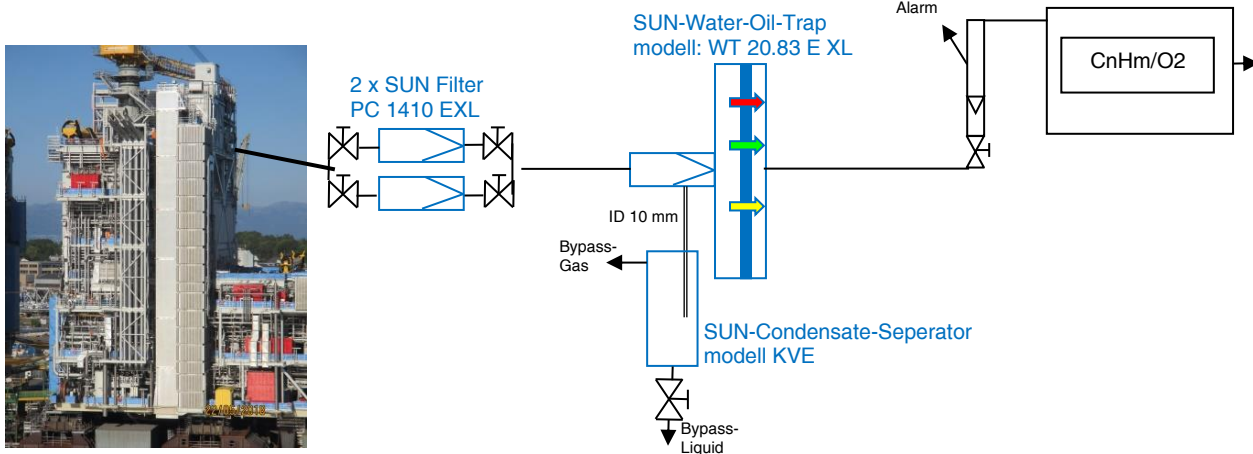 SUN-Water-Oil-Trap
modell: WT 20.83 E XL
Alarm
CnHm/O2
2 x SUN Filter
PC 1410 EXL
ID 10 mm
Bypass-
Gas
SUN-Condensate-Seperator
modell KVE
Bypass-
Liquid